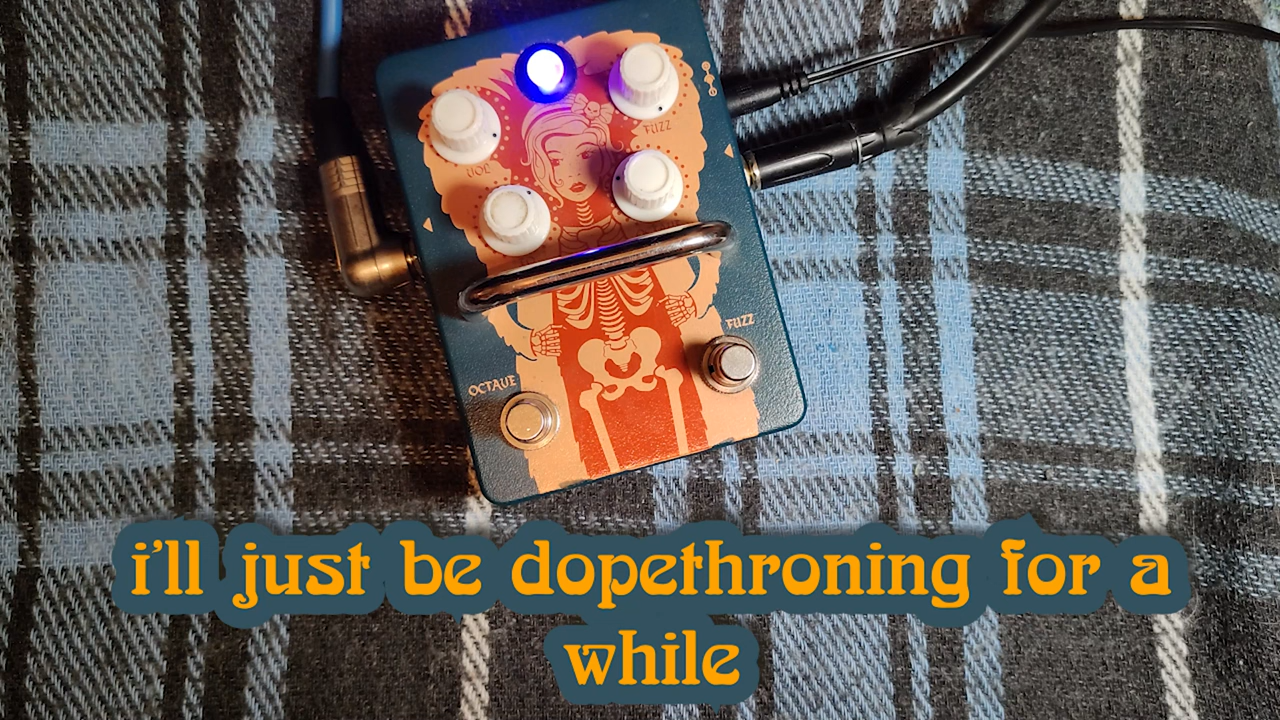 VOL
FUZZ
OCTAVE
FUZZ
i'll just be dopethroning for a
while